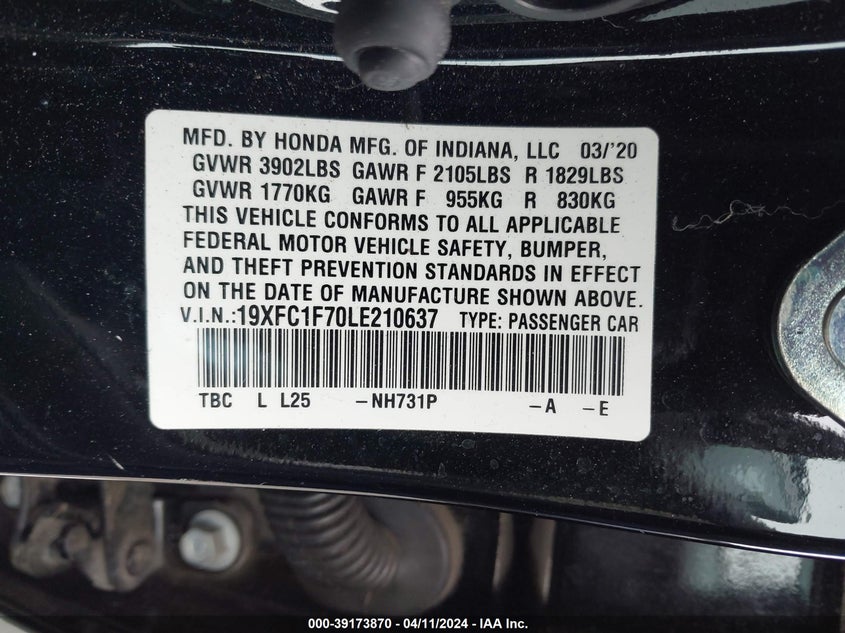 MFD. BY HONDA MFG. OF INDIANA, LLC 03/'20
GVWR 3902LBS GAWR F 2105LBS R 1829LBS
GVWR 1770KG GAWR F 955KG R 830KG
THIS VEHICLE CONFORMS TO ALL APPLICABLE
FEDERAL MOTOR VEHICLE SAFETY, BUMPER,
AND THEFT PREVENTION STANDARDS IN EFFECT
ON THE DATE OF MANUFACTURE SHOWN ABOVE.
V.I.N.:19XFC1F70LE210637 TYPE: PASSENGER CAR
TBC L L25 -NH731P -A -E
000-39173870 - 04/11/2024 - IAA Inc.